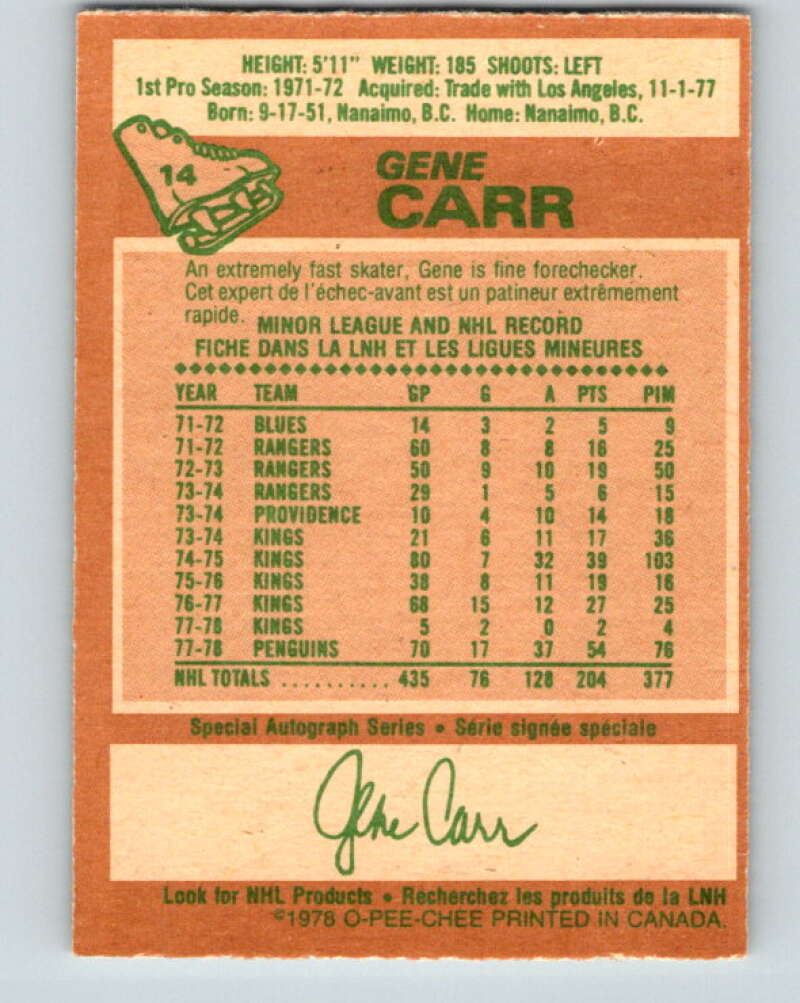 HEIGHT: 5'11" WEIGHT: 185 SHOOTS: LEFT
1st Pro Season: 1971-72 Acquired: Trade with Los Angeles, 11-1-77
Born: 9-17-51, Nanaimo, B.C. Home: Nanaimo, B.C.
14
GENE
CARR
An extremely fast skater, Gene is fine forechecker.
Cet expert de l'échec-avant est un patineur extrêmement
rapide.
MINOR LEAGUE AND NHL RECORD
FICHE DANS LA LNH ET LES LIGUES MINEURES
YEAR TEAM GP G A PTS PIM
71-72 BLUES 14 3 2 5 9
71-72 RANGERS 60 8 8 16 25
72-73 RANGERS 50 9 10 19 50
73-74 RANGERS 29 1 5 6 15
73-74 PROVIDENCE 10 4 10 14 18
73-74 KINGS 21 6 11 17 36
74-75 KINGS 80 7 32 39 103
75-76 KINGS 38 8 11 19 16
76-77 KINGS 68 15 12 27 25
77-78 KINGS 5 2 0 2 4
77-78 PENGUINS 70 17 37 54 76
NHL TOTALS .......... 435 76 128 204 377
Special Autograph Series • Série signée spéciale
Gene Carr
Look for NHL Products • Recherchez les produits de la LNH
©1978 O-PEE-CHEE PRINTED IN CANADA.